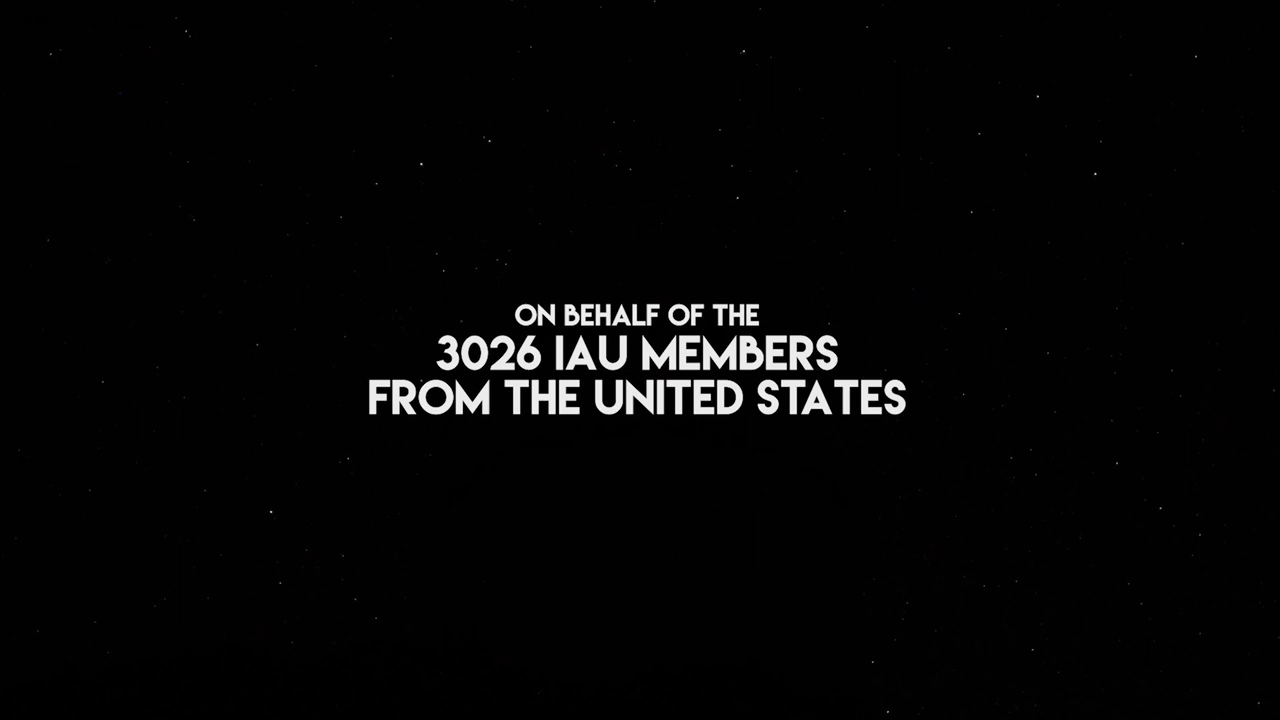 ON BEHALF OF THE
3026 IAU MEMBERS
FROM THE UNITED STATES